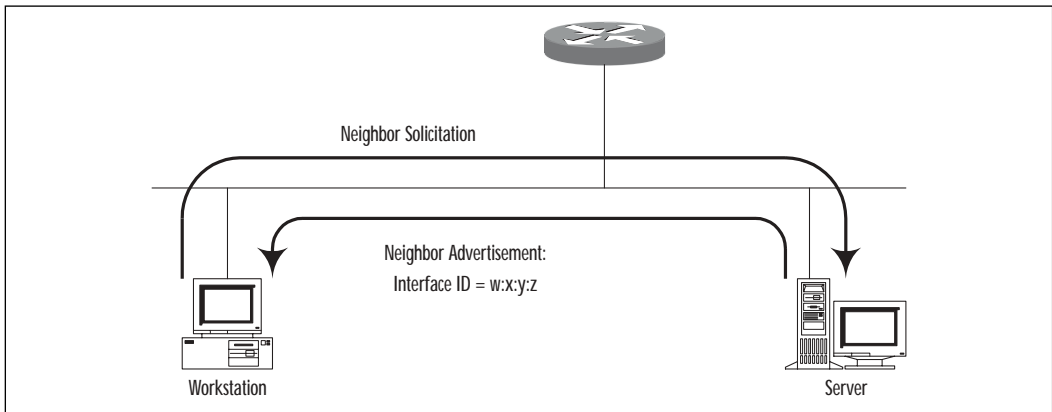 Neighbor Solicitation
Neighbor Advertisement:
Interface ID = w:x:y:z
Workstation
Server